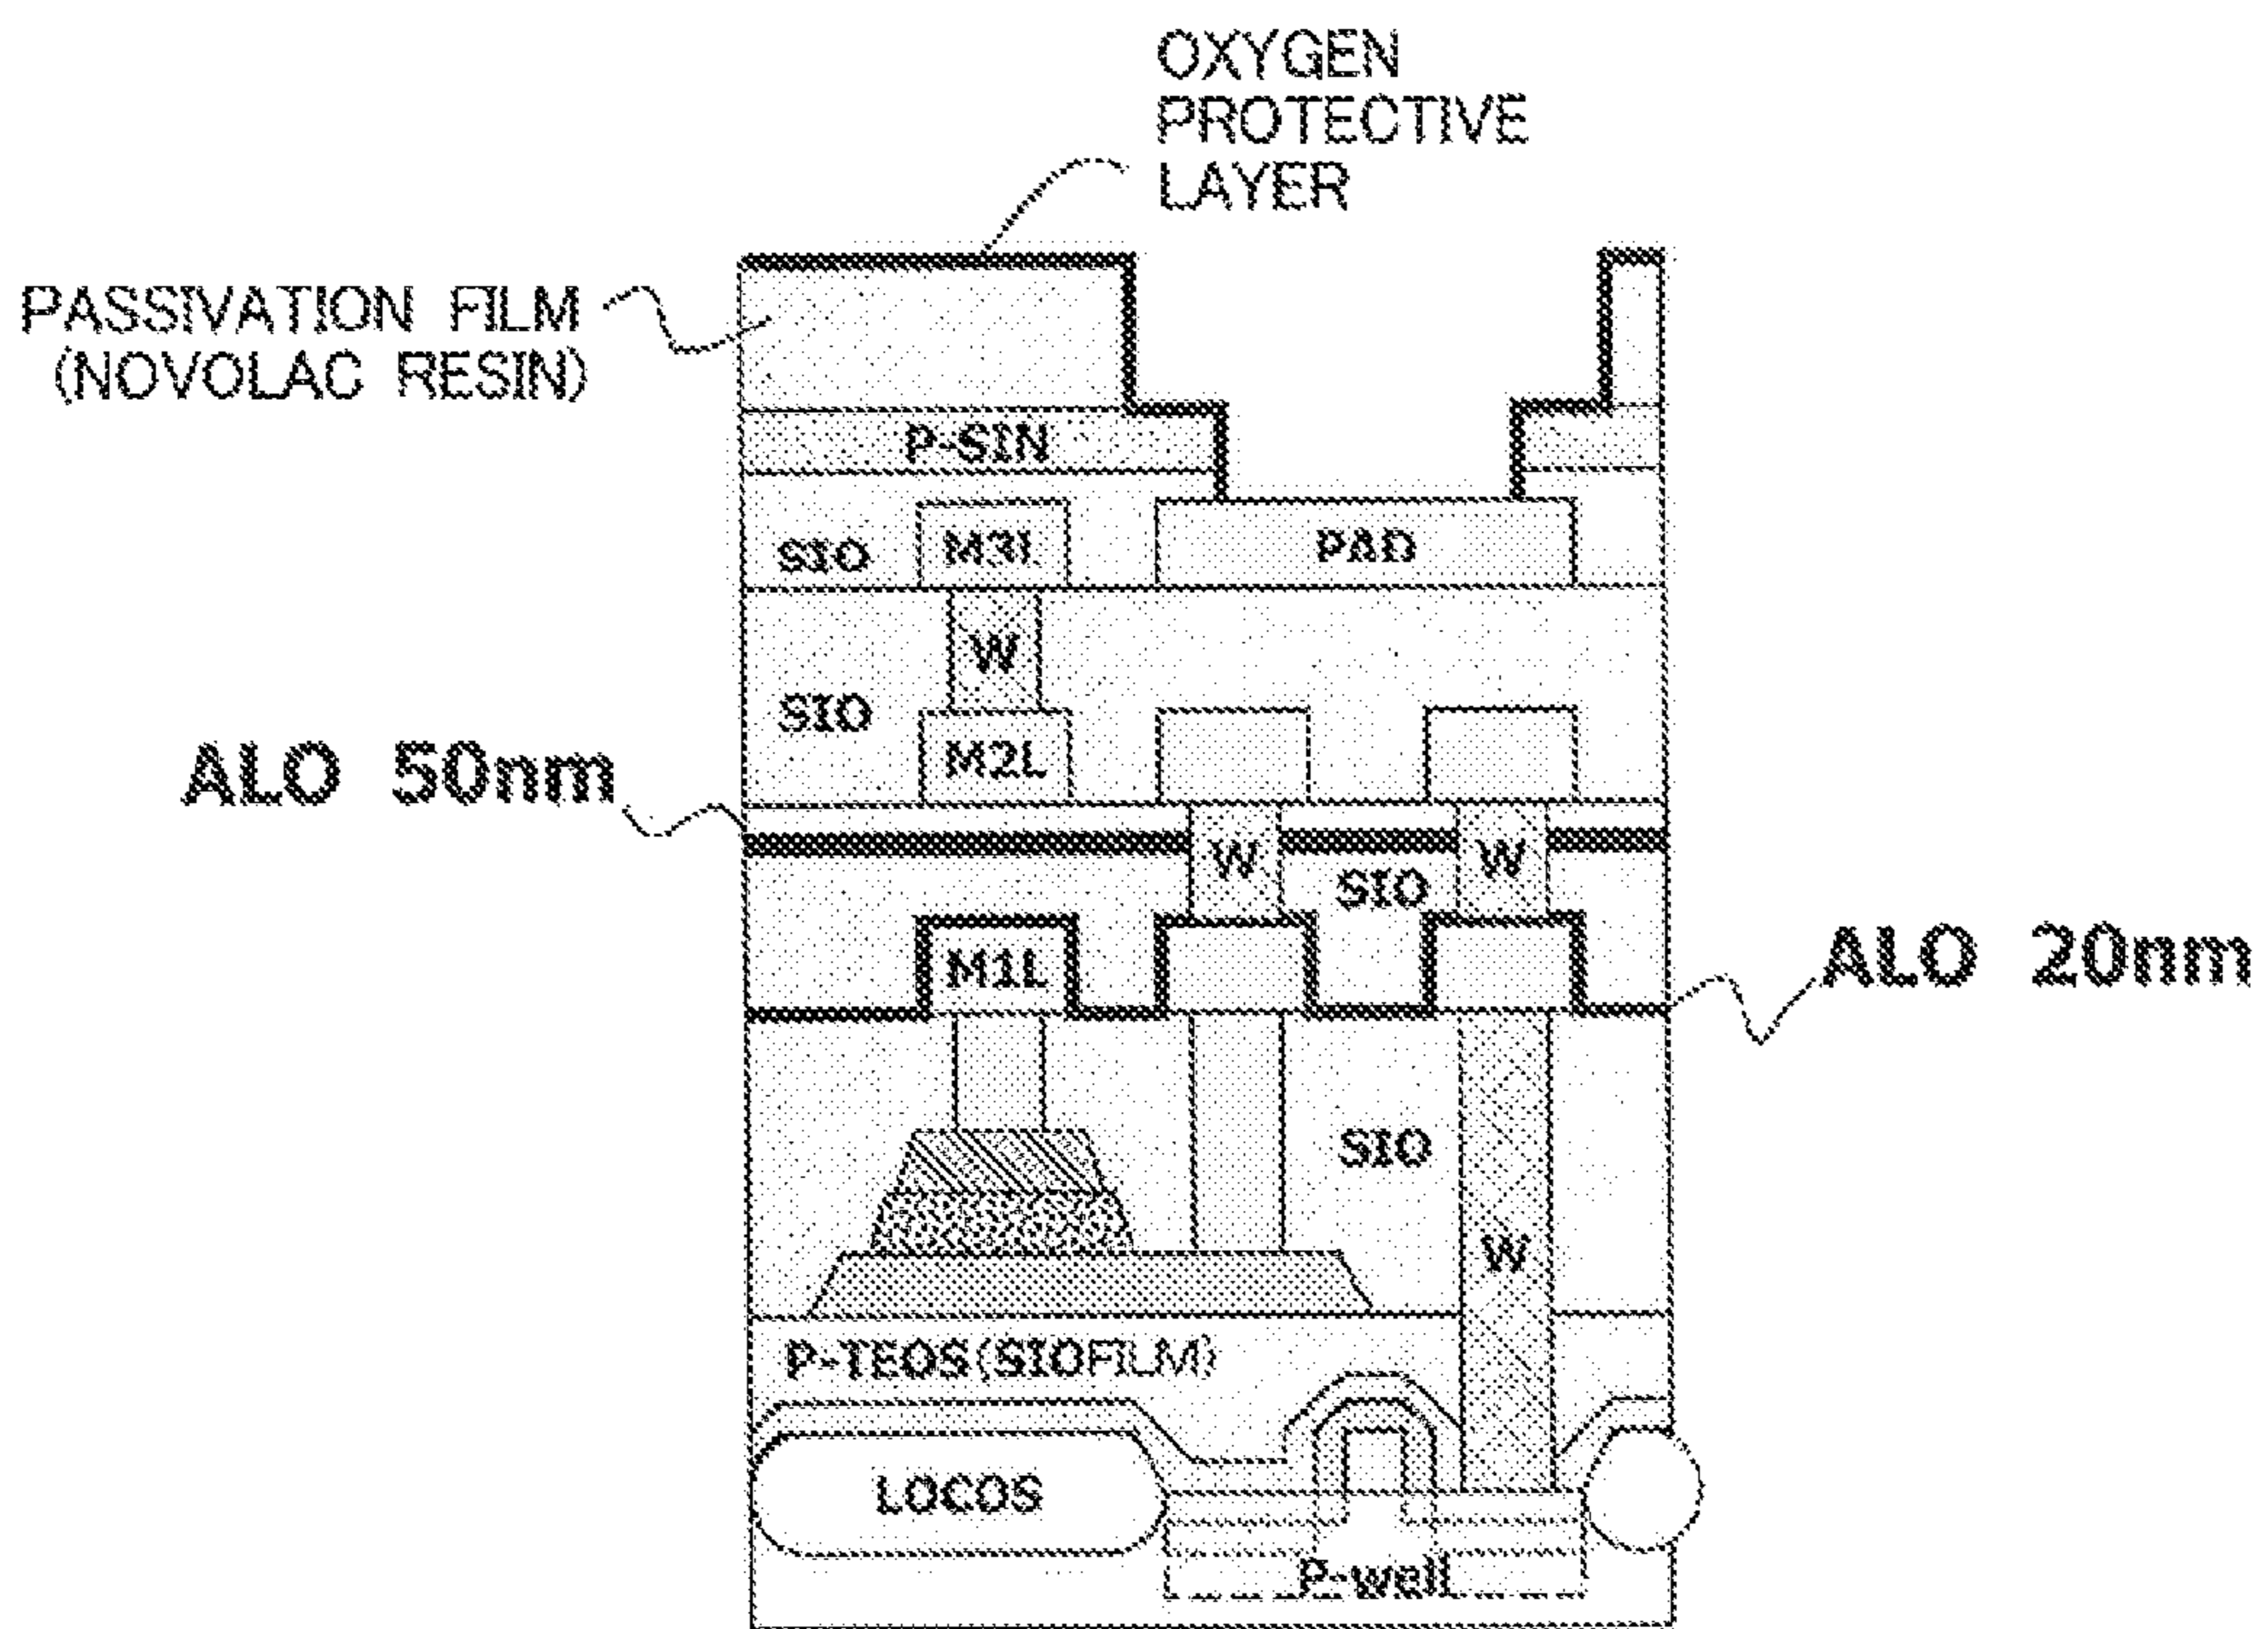 OXYGEN
PROTECTIVE
LAYER
PASSIVATION FILM
(NOVOLAC RESIN)
P-SIN
SIO
M3L
PAD
W
SIO
M2L
ALO 50nm
W
SIO
W
M1L
ALO 20nm
SIO
W
P-TEOS(SIOFILM)
LOCOS
P-well